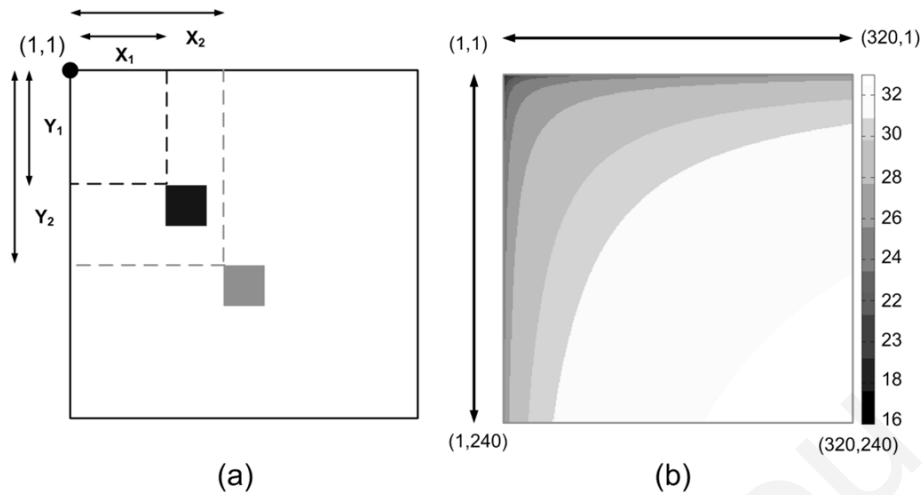 (1,1)
X₂
X₁
Y₁
Y₂
(a)
(1,1)
(320,1)
32
30
28
26
24
22
23
18
16
(1,240)
(320,240)
(b)